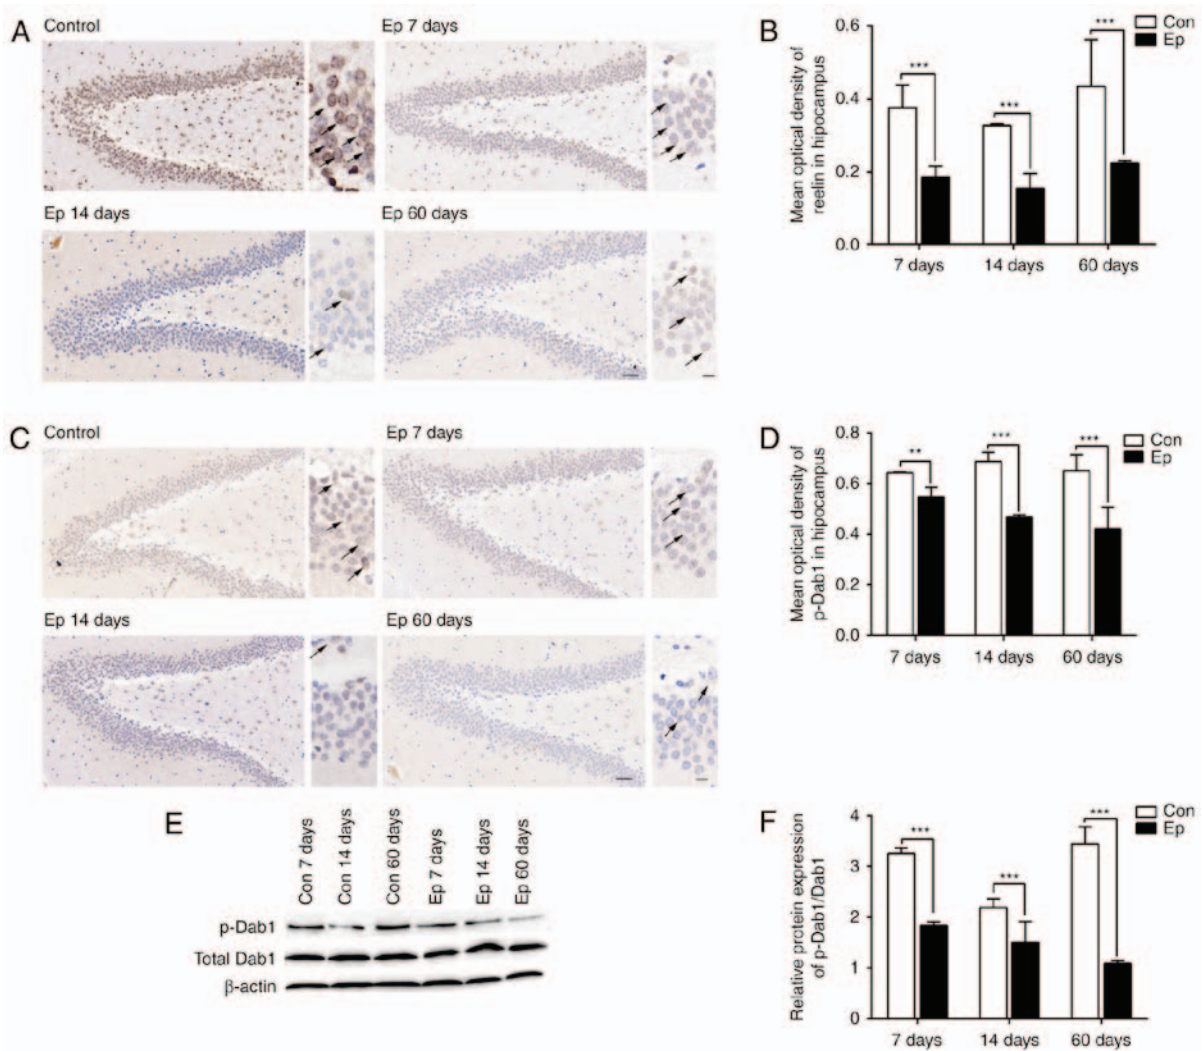 A
Control
Ep 7 days
Ep 14 days
Ep 60 days
B
Mean optical density of
reelin in hipocampus
0.6
0.4
0.2
0.0
***
***
***
Con
Ep
7 days
14 days
60 days
C
Control
Ep 7 days
Ep 14 days
Ep 60 days
D
Mean optical density of
p-Dab1 in hipocampus
0.8
0.6
0.4
0.2
0.0
**
***
***
Con
Ep
7 days
14 days
60 days
E
Con 7 days
Con 14 days
Con 60 days
Ep 7 days
Ep 14 days
Ep 60 days
p-Dab1
Total Dab1
β-actin
F
Relative protein expression
of p-Dab1/Dab1
4
3
2
1
0
***
***
***
Con
Ep
7 days
14 days
60 days